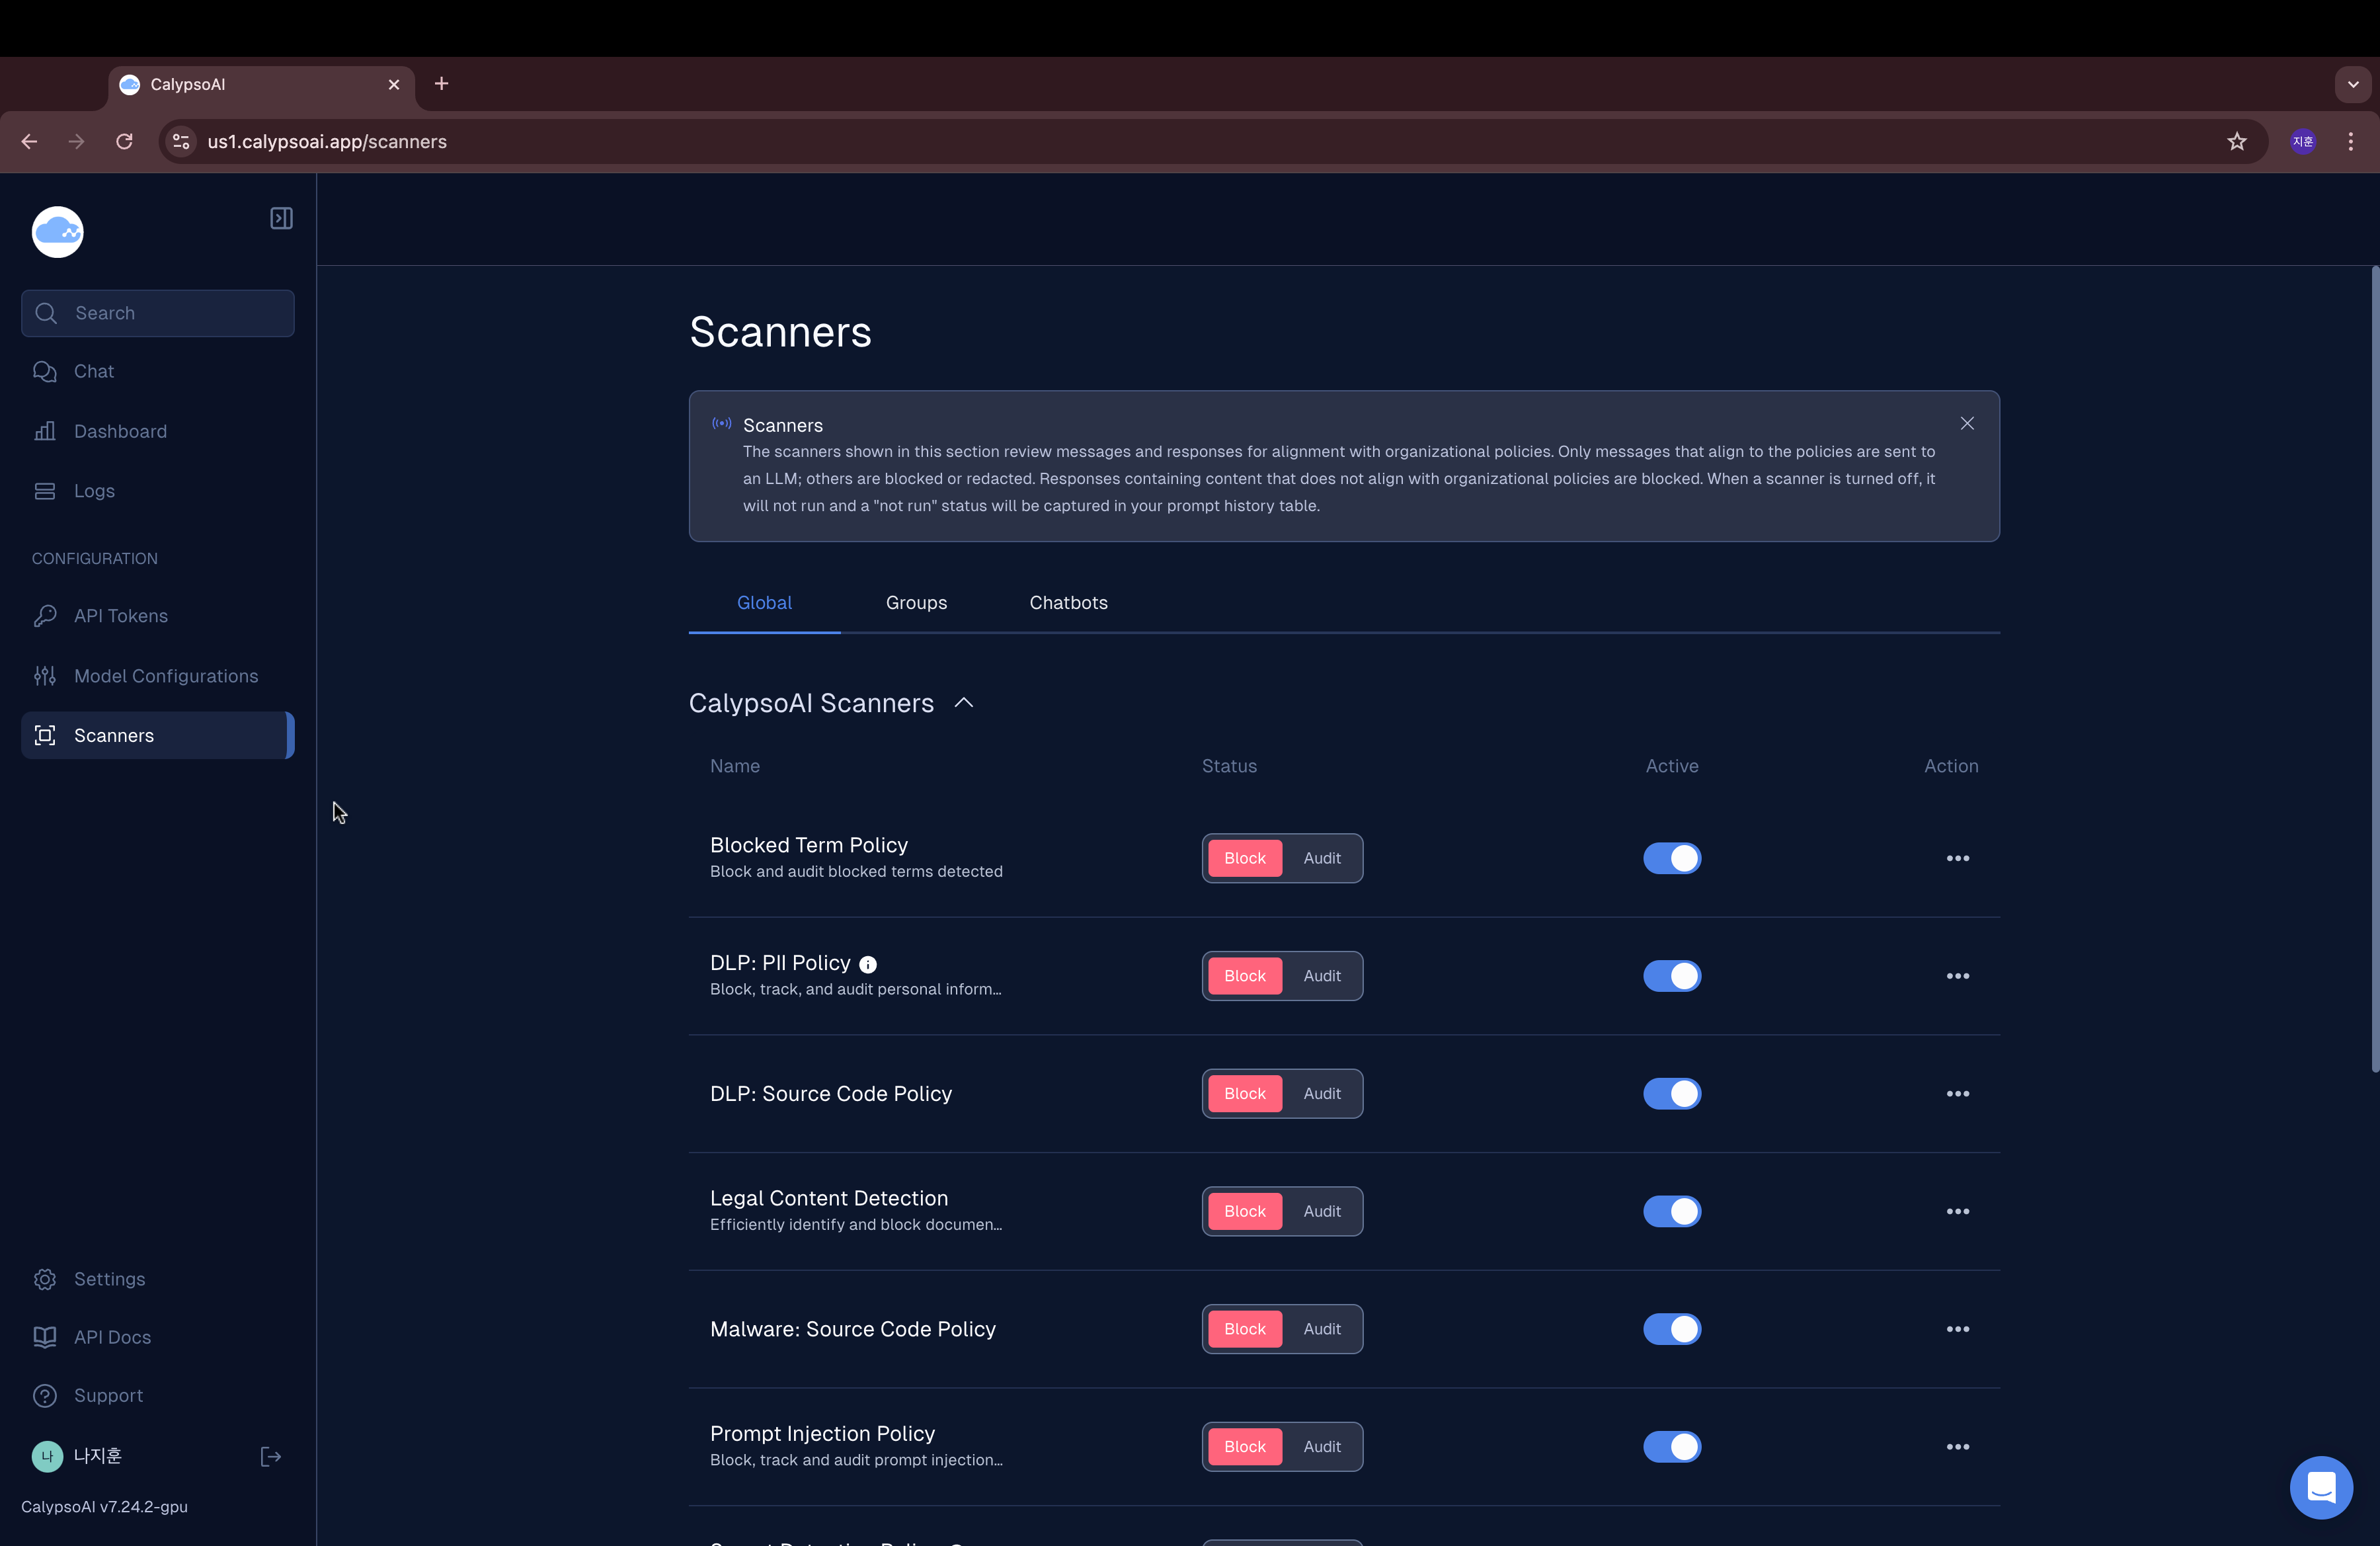 CalypsoAI
us1.calypsoai.app/scanners
지훈
Search
Chat
Dashboard
Logs
CONFIGURATION
API Tokens
Model Configurations
Scanners
Settings
API Docs
Support
나
나지훈
CalypsoAI v7.24.2-gpu
Scanners
Scanners
The scanners shown in this section review messages and responses for alignment with organizational policies. Only messages that align to the policies are sent to
an LLM; others are blocked or redacted. Responses containing content that does not align with organizational policies are blocked. When a scanner is turned off, it
will not run and a "not run" status will be captured in your prompt history table.
Global Groups Chatbots
CalypsoAI Scanners
Name Status Active Action
Blocked Term Policy
Block and audit blocked terms detected
Block Audit
DLP: PII Policy
Block, track, and audit personal inform...
Block Audit
DLP: Source Code Policy
Block Audit
Legal Content Detection
Efficiently identify and block documen...
Block Audit
Malware: Source Code Policy
Block Audit
Prompt Injection Policy
Block, track and audit prompt injection...
Block Audit